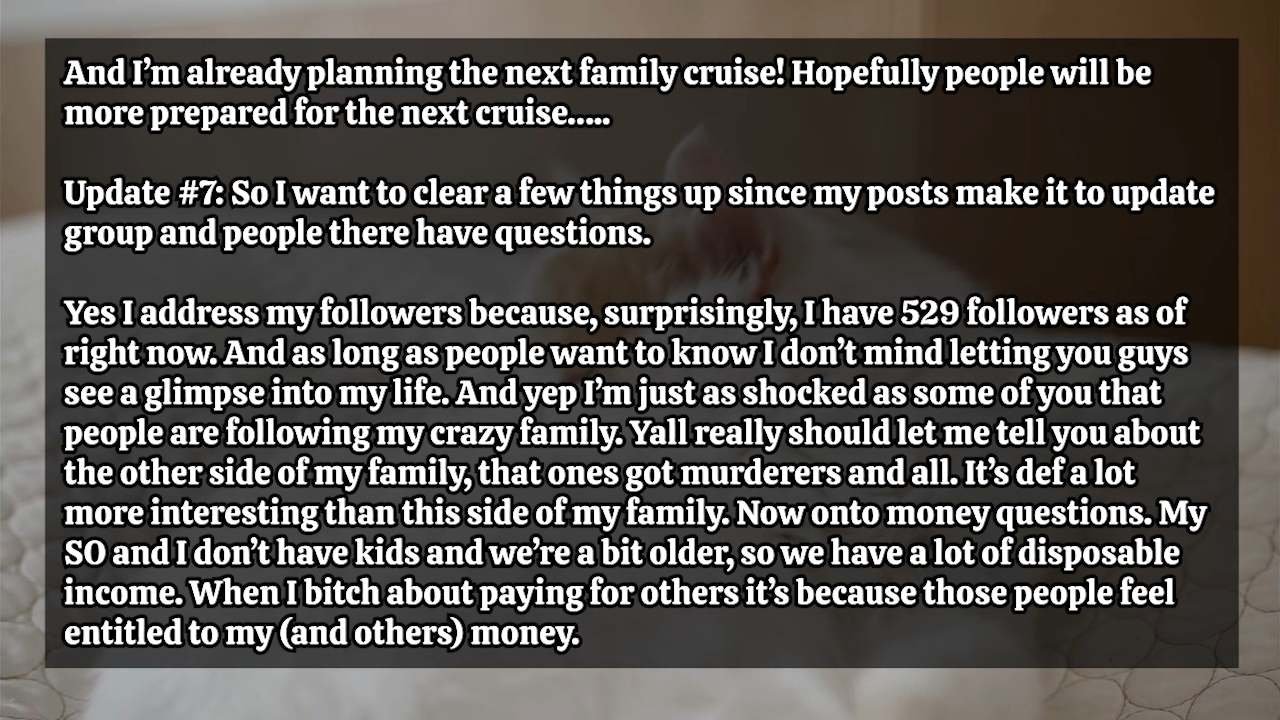 And I’m already planning the next family cruise! Hopefully people will be
more prepared for the next cruise.....
Update #7: So I want to clear a few things up since my posts make it to update
group and people there have questions.
Yes I address my followers because, surprisingly, I have 529 followers as of
right now. And as long as people want to know I don’t mind letting you guys
see a glimpse into my life. And yep I’m just as shocked as some of you that
people are following my crazy family. Yall really should let me tell you about
the other side of my family, that ones got murderers and all. It’s def a lot
more interesting than this side of my family. Now onto money questions. My
SO and I don’t have kids and we’re a bit older, so we have a lot of disposable
income. When I bitch about paying for others it’s because those people feel
entitled to my (and others) money.